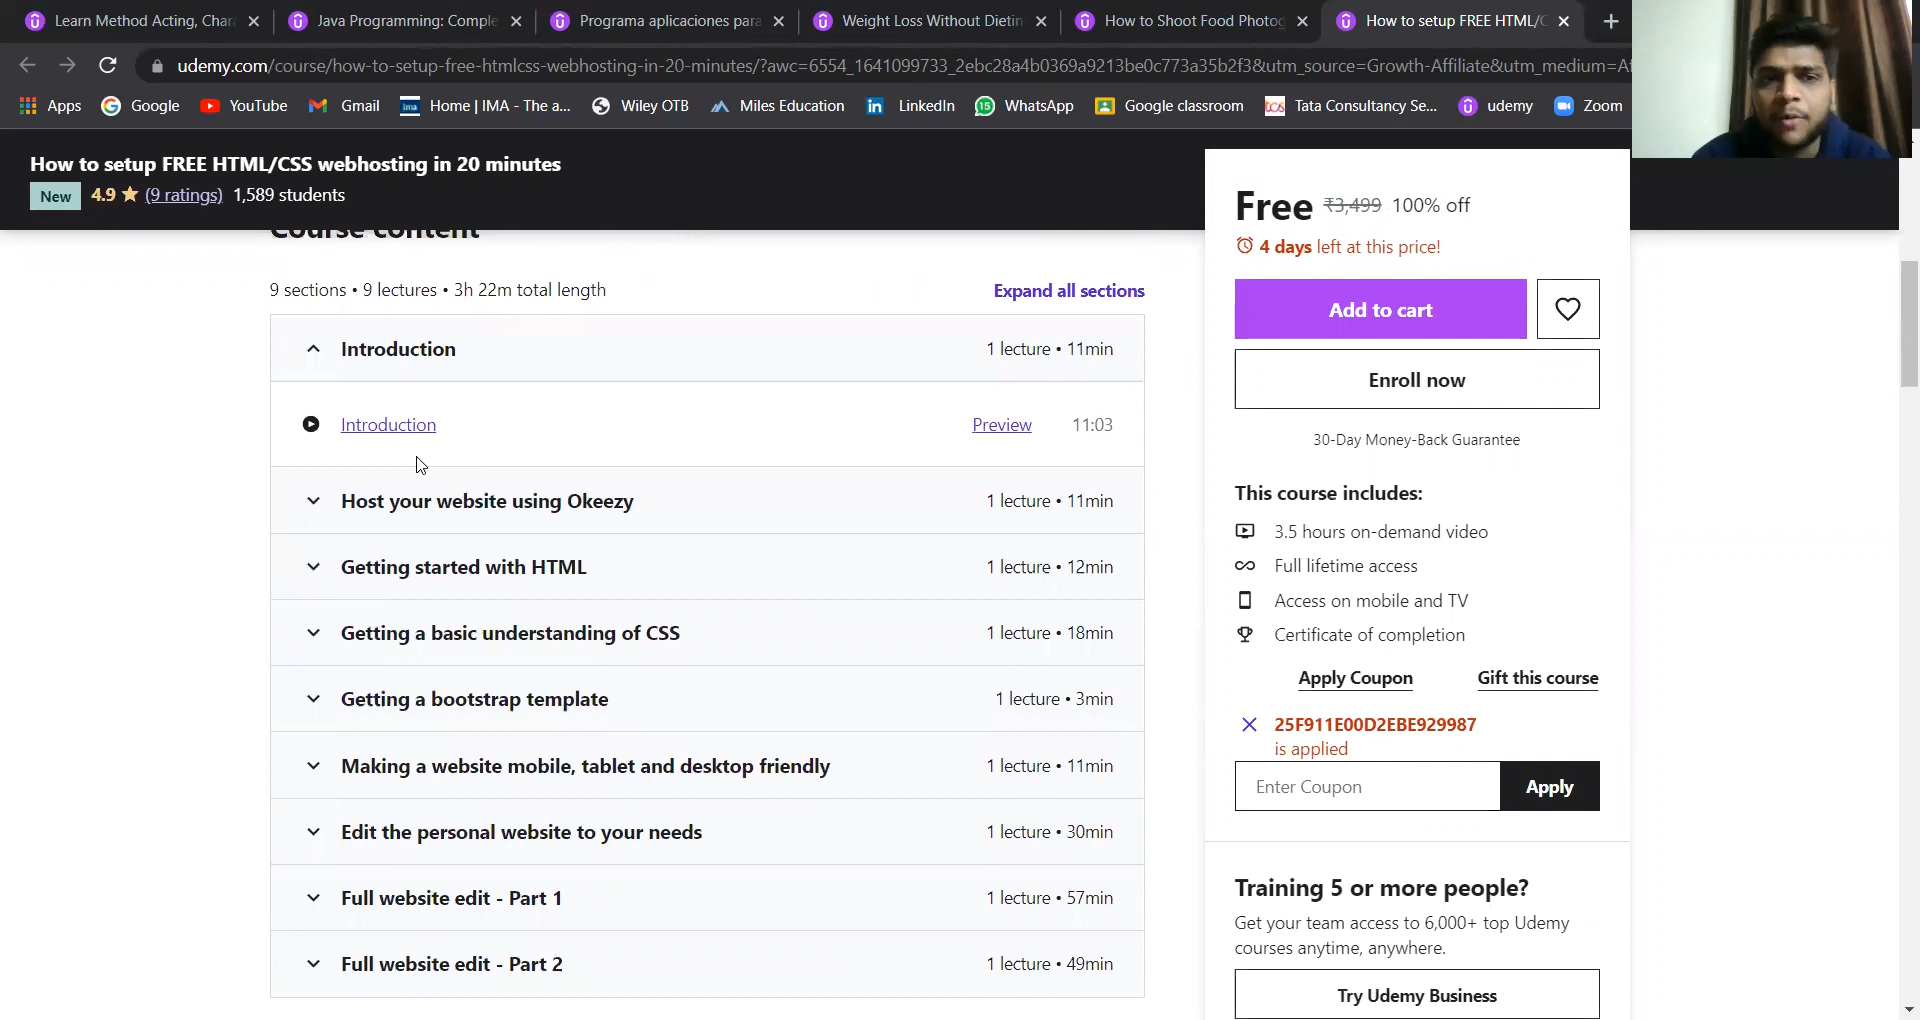 Learn Method Acting, Char
Java Programming: Comple
Programa aplicaciones para
Weight Loss Without Dietin
How to Shoot Food Photog
How to setup FREE HTML/C
udemy.com/course/how-to-setup-free-htmlcss-webhosting-in-20-minutes/?awc=6554_1641099733_2ebc28a4b0369a9213be0c773a35b2f3&utm_source=Growth-Affiliate&utm_medium=Af
Apps Google YouTube Gmail ima Home | IMA - The a... Wiley OTB Miles Education in LinkedIn 15 WhatsApp Google classroom tcs Tata Consultancy Se... udemy Zoom
How to setup FREE HTML/CSS webhosting in 20 minutes
New 4.9 (9 ratings) 1,589 students
Course content
9 sections • 9 lectures • 3h 22m total length Expand all sections
Introduction 1 lecture • 11min
Introduction Preview 11:03
Host your website using Okeezy 1 lecture • 11min
Getting started with HTML 1 lecture • 12min
Getting a basic understanding of CSS 1 lecture • 18min
Getting a bootstrap template 1 lecture • 3min
Making a website mobile, tablet and desktop friendly 1 lecture • 11min
Edit the personal website to your needs 1 lecture • 30min
Full website edit - Part 1 1 lecture • 57min
Full website edit - Part 2 1 lecture • 49min
Free ₹3,499 100% off
4 days left at this price!
Add to cart
Enroll now
30-Day Money-Back Guarantee
This course includes:
3.5 hours on-demand video
Full lifetime access
Access on mobile and TV
Certificate of completion
Apply Coupon Gift this course
25F911E00D2EBE929987
is applied
Enter Coupon Apply
Training 5 or more people?
Get your team access to 6,000+ top Udemy
courses anytime, anywhere.
Try Udemy Business